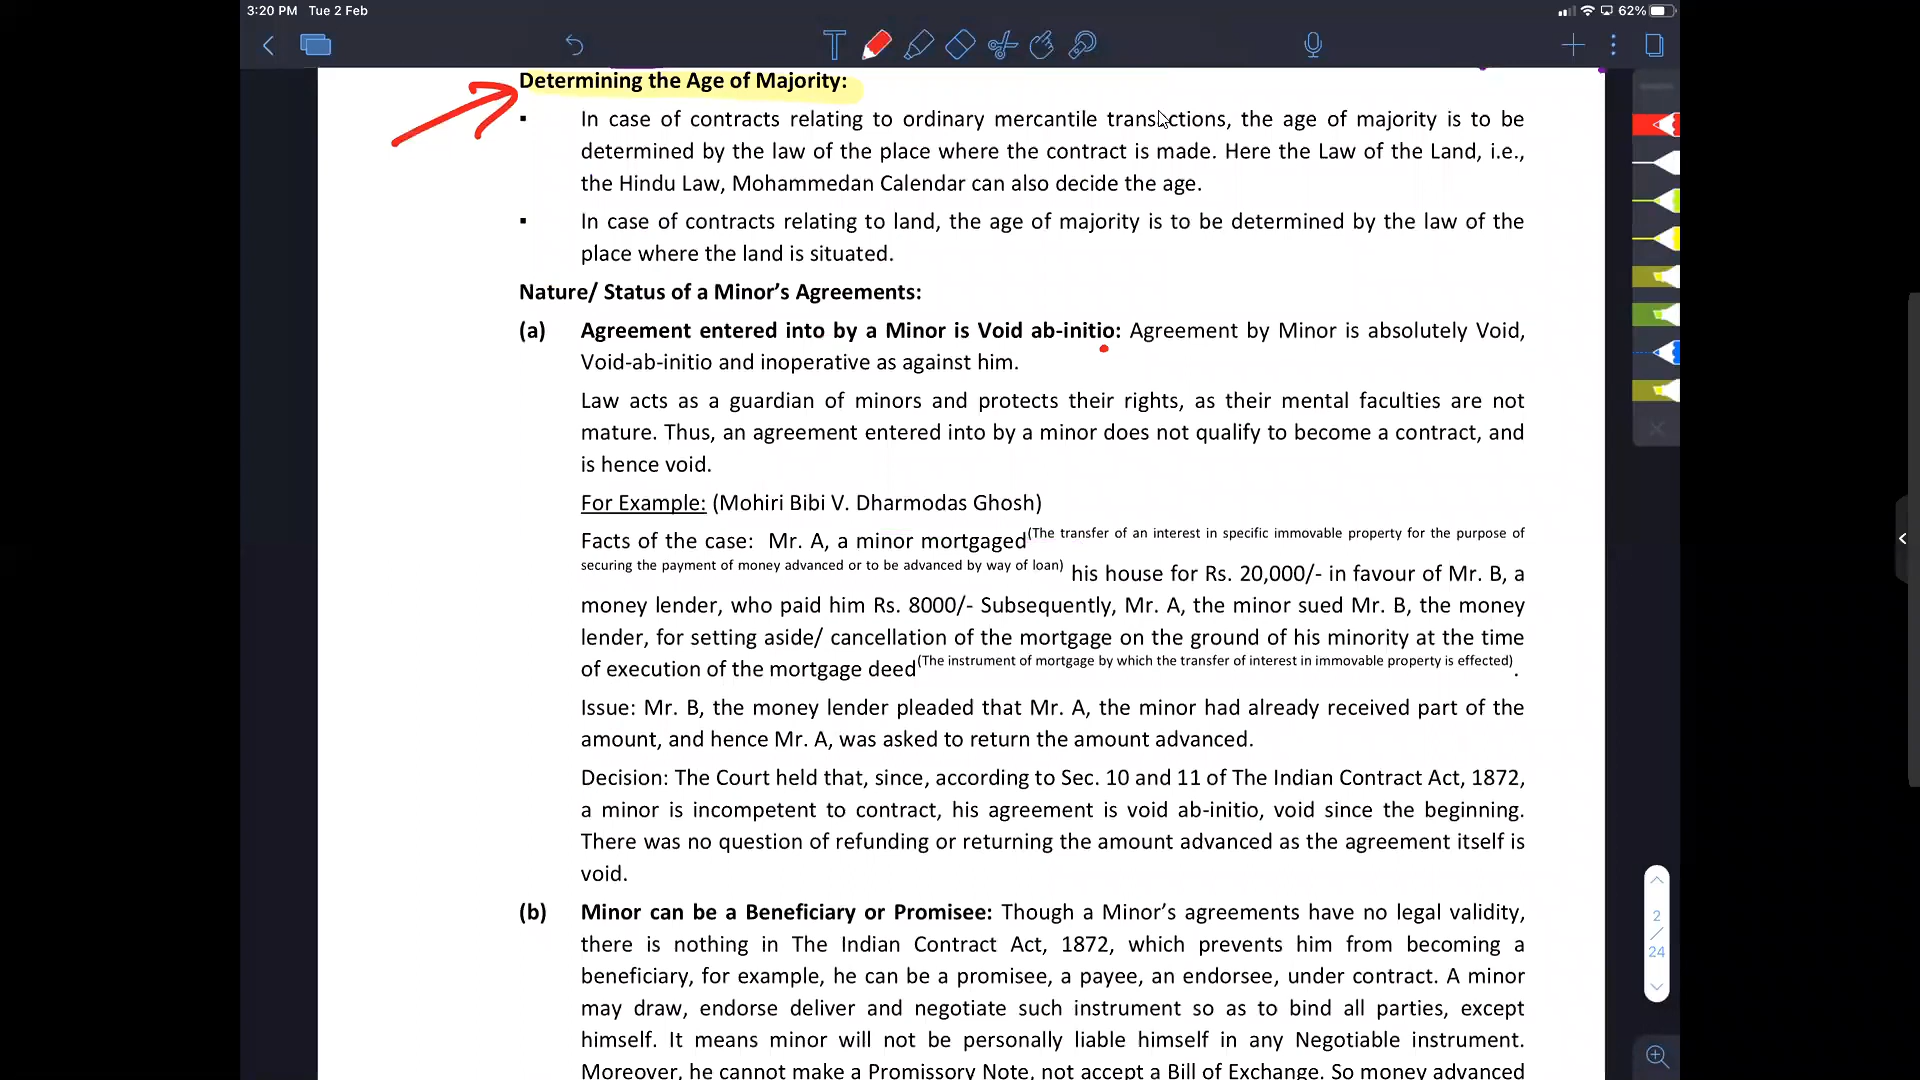 3:20 PM Tue 2 Feb
62%
Determining the Age of Majority:
▪ In case of contracts relating to ordinary mercantile transactions, the age of majority is to be
determined by the law of the place where the contract is made. Here the Law of the Land, i.e.,
the Hindu Law, Mohammedan Calendar can also decide the age.
▪ In case of contracts relating to land, the age of majority is to be determined by the law of the
place where the land is situated.
Nature/ Status of a Minor’s Agreements:
(a) Agreement entered into by a Minor is Void ab-initio: Agreement by Minor is absolutely Void,
Void-ab-initio and inoperative as against him.
Law acts as a guardian of minors and protects their rights, as their mental faculties are not
mature. Thus, an agreement entered into by a minor does not qualify to become a contract, and
is hence void.
For Example: (Mohiri Bibi V. Dharmodas Ghosh)
Facts of the case: Mr. A, a minor mortgaged(The transfer of an interest in specific immovable property for the purpose of
securing the payment of money advanced or to be advanced by way of loan) his house for Rs. 20,000/- in favour of Mr. B, a
money lender, who paid him Rs. 8000/- Subsequently, Mr. A, the minor sued Mr. B, the money
lender, for setting aside/ cancellation of the mortgage on the ground of his minority at the time
of execution of the mortgage deed(The instrument of mortgage by which the transfer of interest in immovable property is effected) .
Issue: Mr. B, the money lender pleaded that Mr. A, the minor had already received part of the
amount, and hence Mr. A, was asked to return the amount advanced.
Decision: The Court held that, since, according to Sec. 10 and 11 of The Indian Contract Act, 1872,
a minor is incompetent to contract, his agreement is void ab-initio, void since the beginning.
There was no question of refunding or returning the amount advanced as the agreement itself is
void.
(b) Minor can be a Beneficiary or Promisee: Though a Minor’s agreements have no legal validity,
there is nothing in The Indian Contract Act, 1872, which prevents him from becoming a
beneficiary, for example, he can be a promisee, a payee, an endorsee, under contract. A minor
may draw, endorse deliver and negotiate such instrument so as to bind all parties, except
himself. It means minor will not be personally liable himself in any Negotiable instrument.
Moreover, he cannot make a Promissory Note, not accept a Bill of Exchange. So money advanced
2
/
24